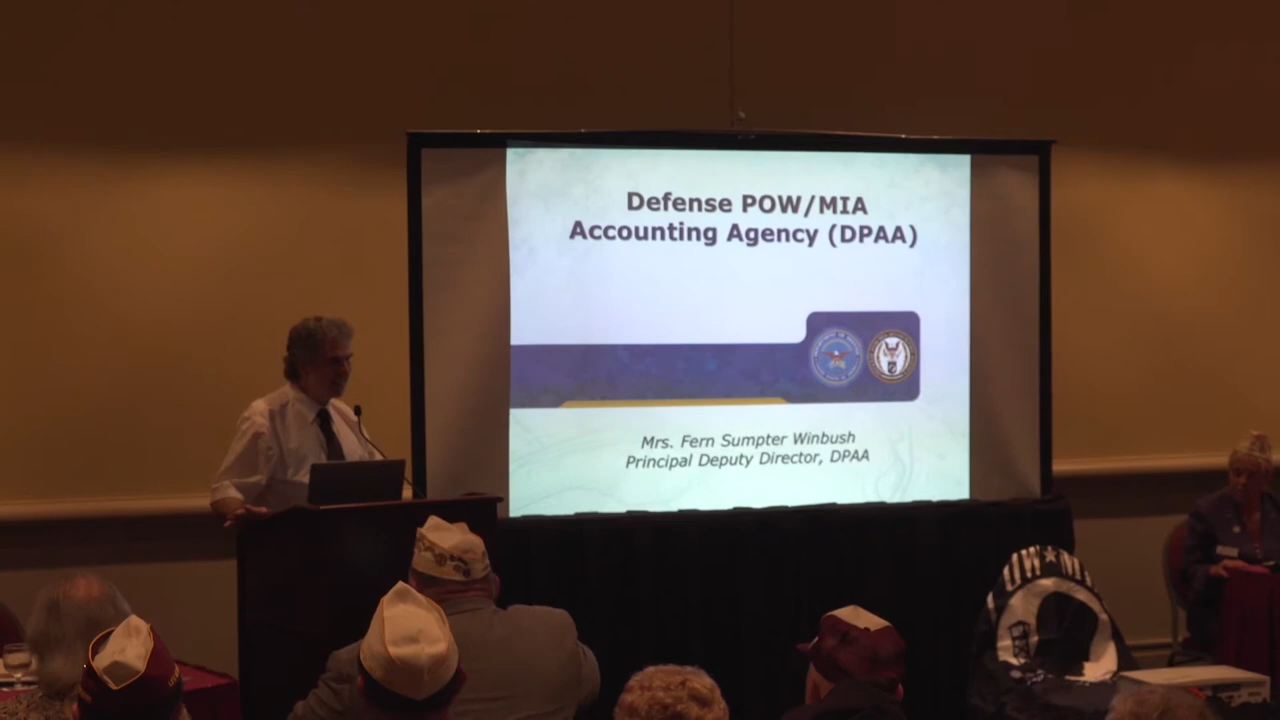 Defense POW/MIA
Accounting Agency (DPAA)
Mrs. Fern Sumpter Winbush
Principal Deputy Director, DPAA